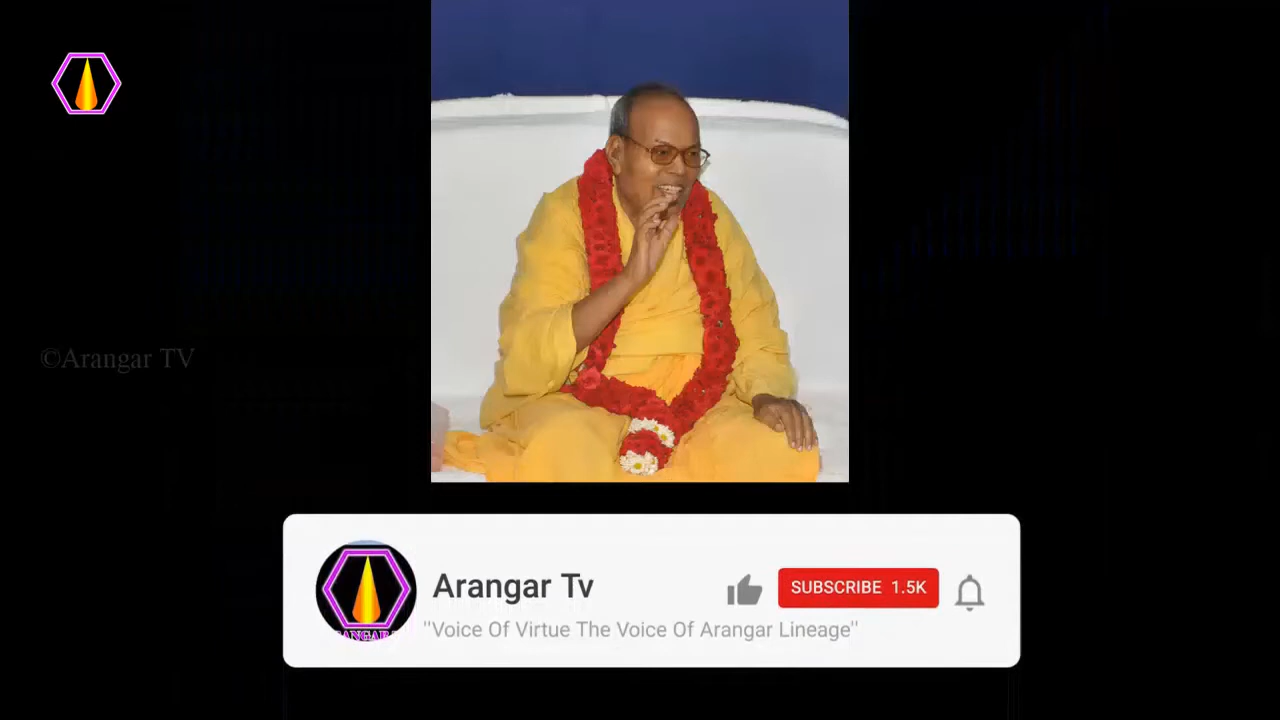 ©Arangar TV
Arangar Tv
SUBSCRIBE 1.5K
"Voice Of Virtue The Voice Of Arangar Lineage"